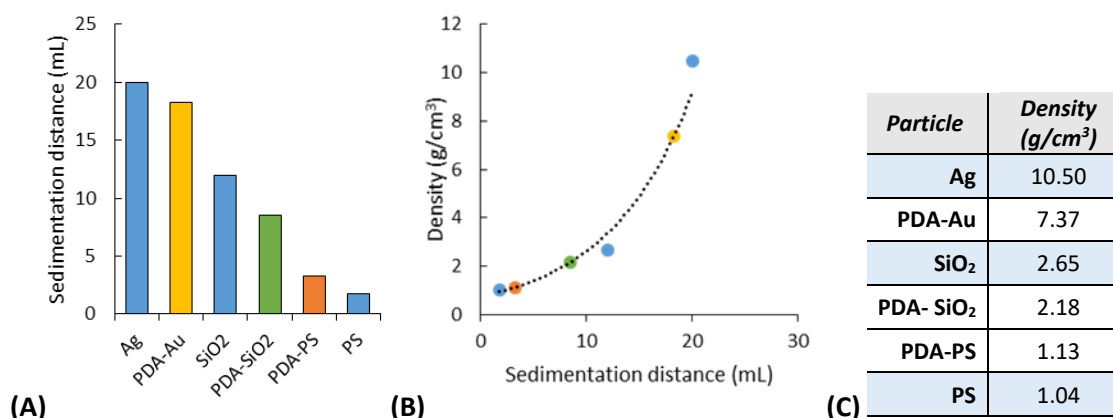 Sedimentation distance (mL)
25
20
15
10
5
0
Ag
PDA-Au
SiO2
PDA-SiO2
PDA-PS
PS
(A)
Density (g/cm³)
12
10
8
6
4
2
0
0 10 20 30
Sedimentation distance (mL)
(B)
Particle Density (g/cm³)
Ag 10.50
PDA-Au 7.37
SiO₂ 2.65
PDA- SiO₂ 2.18
PDA-PS 1.13
PS 1.04
(C)